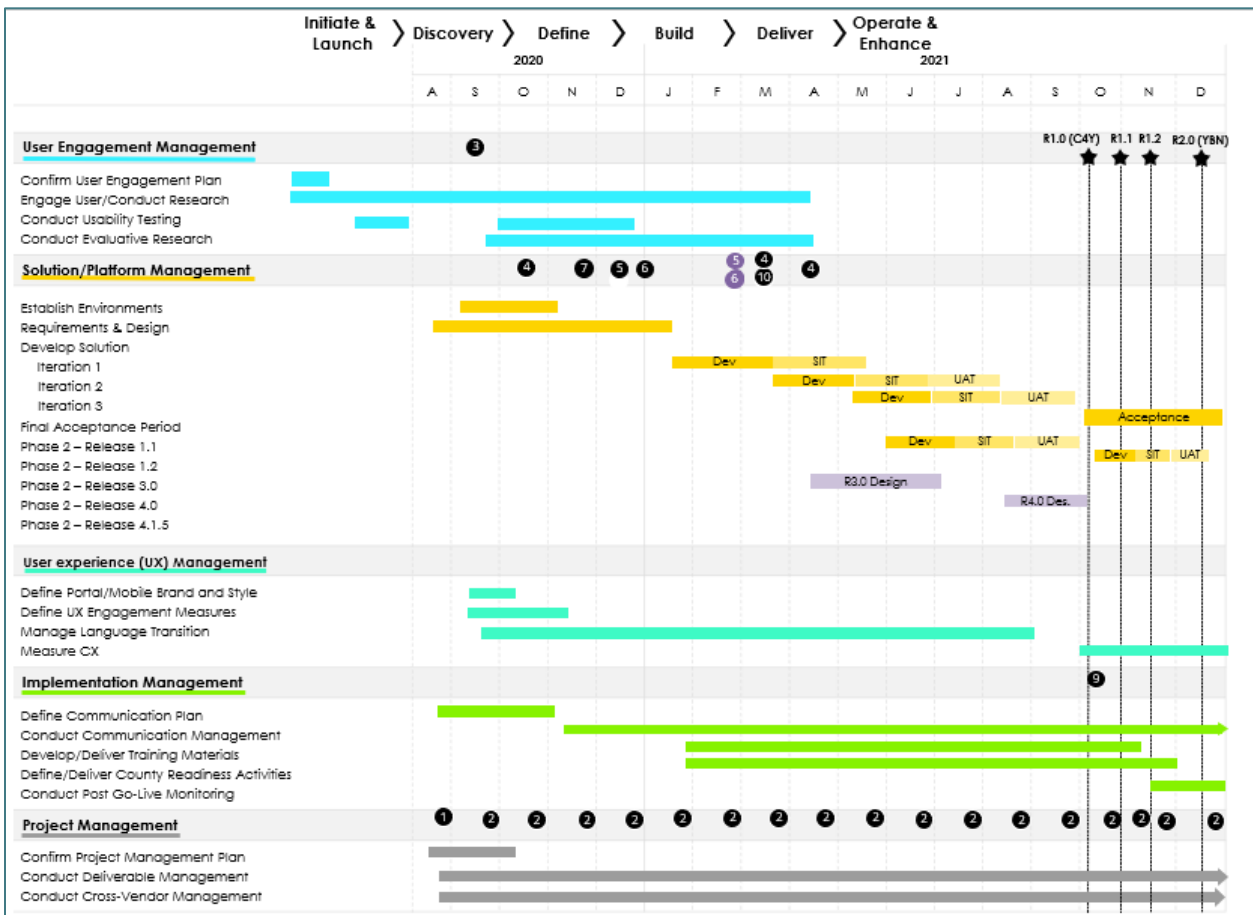 Initiate & Launch > Discovery > Define > Build > Deliver > Operate & Enhance
2020 2021
A S O N D J F M A M J J A S O N D
R1.0 (C4Y) R1.1 R1.2 R2.0 (YBN)
User Engagement Management 3
Confirm User Engagement Plan
Engage User/Conduct Research
Conduct Usability Testing
Conduct Evaluative Research
5 4
Solution/Platform Management 4 7 5 6 6 10 4
Establish Environments
Requirements & Design
Develop Solution
Iteration 1 Dev SIT
Iteration 2 Dev SIT UAT
Iteration 3 Dev SIT UAT
Final Acceptance Period Acceptance
Phase 2 – Release 1.1 Dev SIT UAT
Phase 2 – Release 1.2 Dev SIT UAT
Phase 2 – Release 3.0 R3.0 Design
Phase 2 – Release 4.0 R4.0 Des.
Phase 2 – Release 4.1.5
User experience (UX) Management
Define Portal/Mobile Brand and Style
Define UX Engagement Measures
Manage Language Transition
Measure CX
Implementation Management 9
Define Communication Plan
Conduct Communication Management
Develop/Deliver Training Materials
Define/Deliver County Readiness Activities
Conduct Post Go-Live Monitoring
Project Management 1 2 2 2 2 2 2 2 2 2 2 2 2 2 2 2 2 2
Confirm Project Management Plan
Conduct Deliverable Management
Conduct Cross-Vendor Management